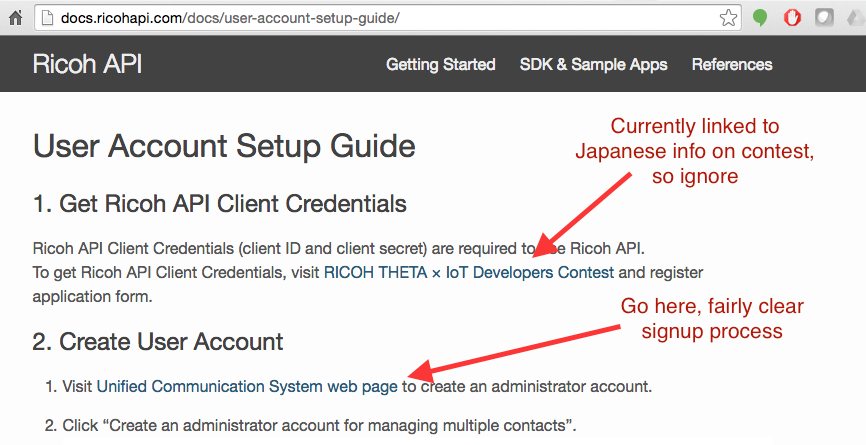 docs.ricohapi.com/docs/user-account-setup-guide/
Ricoh API
Getting Started
SDK & Sample Apps
References
User Account Setup Guide
Currently linked to
Japanese info on contest,
so ignore
1. Get Ricoh API Client Credentials
Ricoh API Client Credentials (client ID and client secret) are required to use Ricoh API.
To get Ricoh API Client Credentials, visit RICOH THETA × IoT Developers Contest and register
application form.
Go here, fairly clear
signup process
2. Create User Account
1. Visit Unified Communication System web page to create an administrator account.
2. Click “Create an administrator account for managing multiple contacts”.